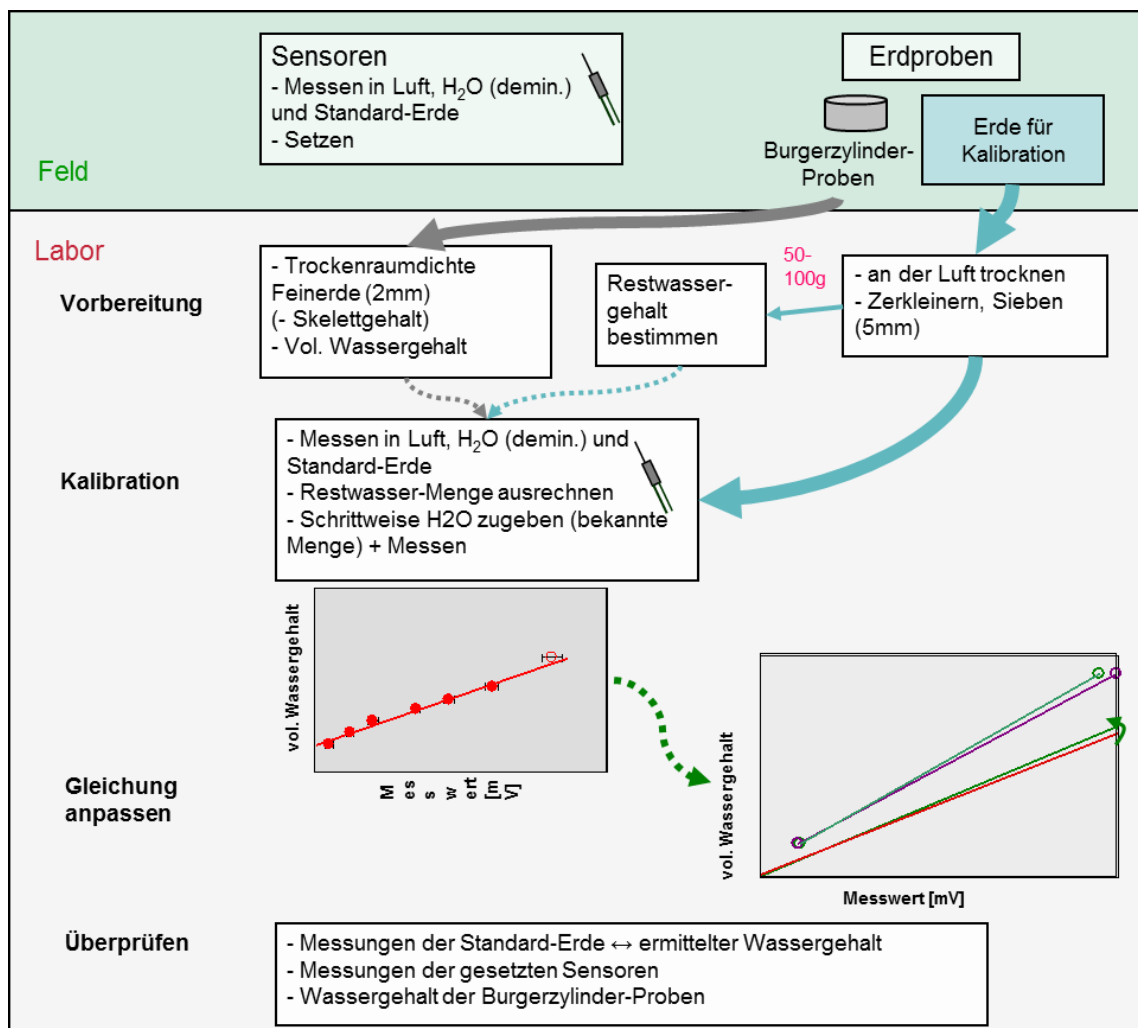 Sensoren
- Messen in Luft, H2O (demin.)
und Standard-Erde
- Setzen
Erdproben
Burgerzylinder-
Proben
Erde für
Kalibration
Feld
Labor
Vorbereitung
- Trockenraumdichte
Feinerde (2mm)
(- Skelettgehalt)
- Vol. Wassergehalt
Restwasser-
gehalt
bestimmen
50-
100g
- an der Luft trocknen
- Zerkleinern, Sieben
(5mm)
Kalibration
- Messen in Luft, H2O (demin.) und
Standard-Erde
- Restwasser-Menge ausrechnen
- Schrittweise H2O zugeben (bekannte
Menge) + Messen
vol. Wassergehalt
M
es
s
w
ert
[m
V]
Gleichung
anpassen
vol. Wassergehalt
Messwert [mV]
Überprüfen
- Messungen der Standard-Erde ↔ ermittelter Wassergehalt
- Messungen der gesetzten Sensoren
- Wassergehalt der Burgerzylinder-Proben